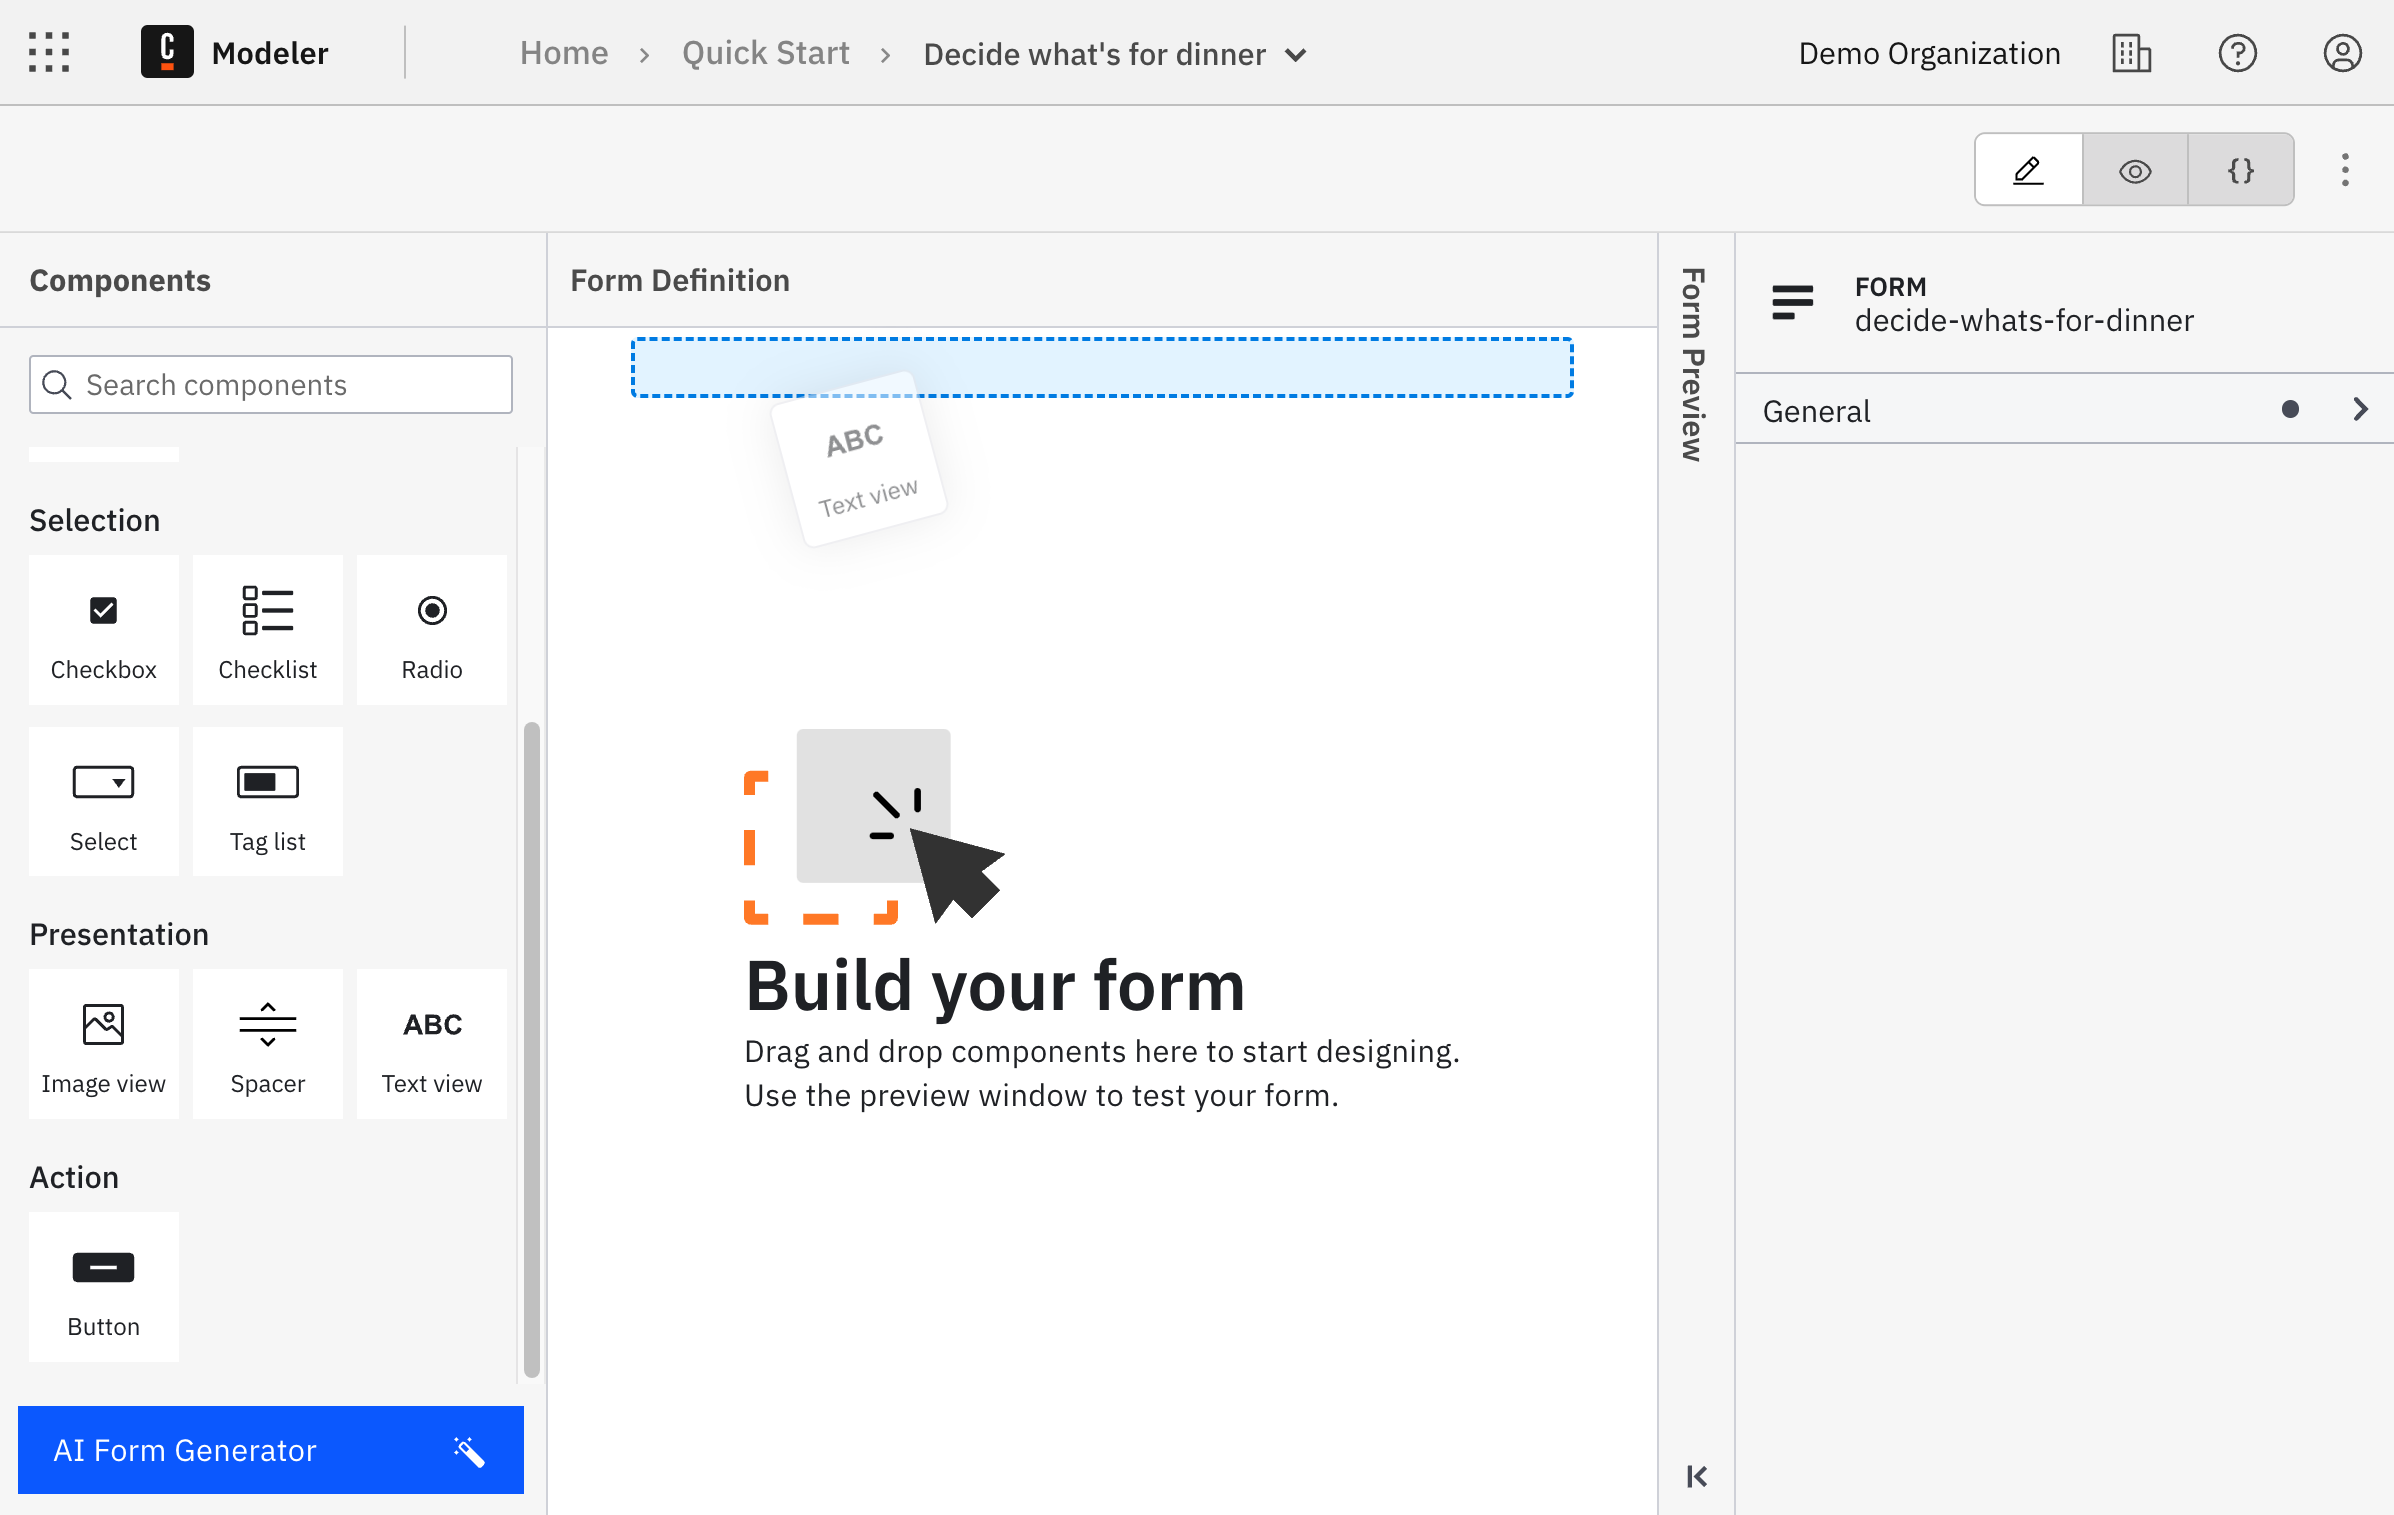 Modeler
Home › Quick Start › Decide what's for dinner
Demo Organization
{}
Components
Search components
Selection
Checkbox
Checklist
Radio
Select
Tag list
Presentation
Image view
Spacer
ABC
Text view
Action
Button
AI Form Generator
Form Definition
ABC
Text view
Build your form
Drag and drop components here to start designing.
Use the preview window to test your form.
Form Preview
FORM
decide-whats-for-dinner
General